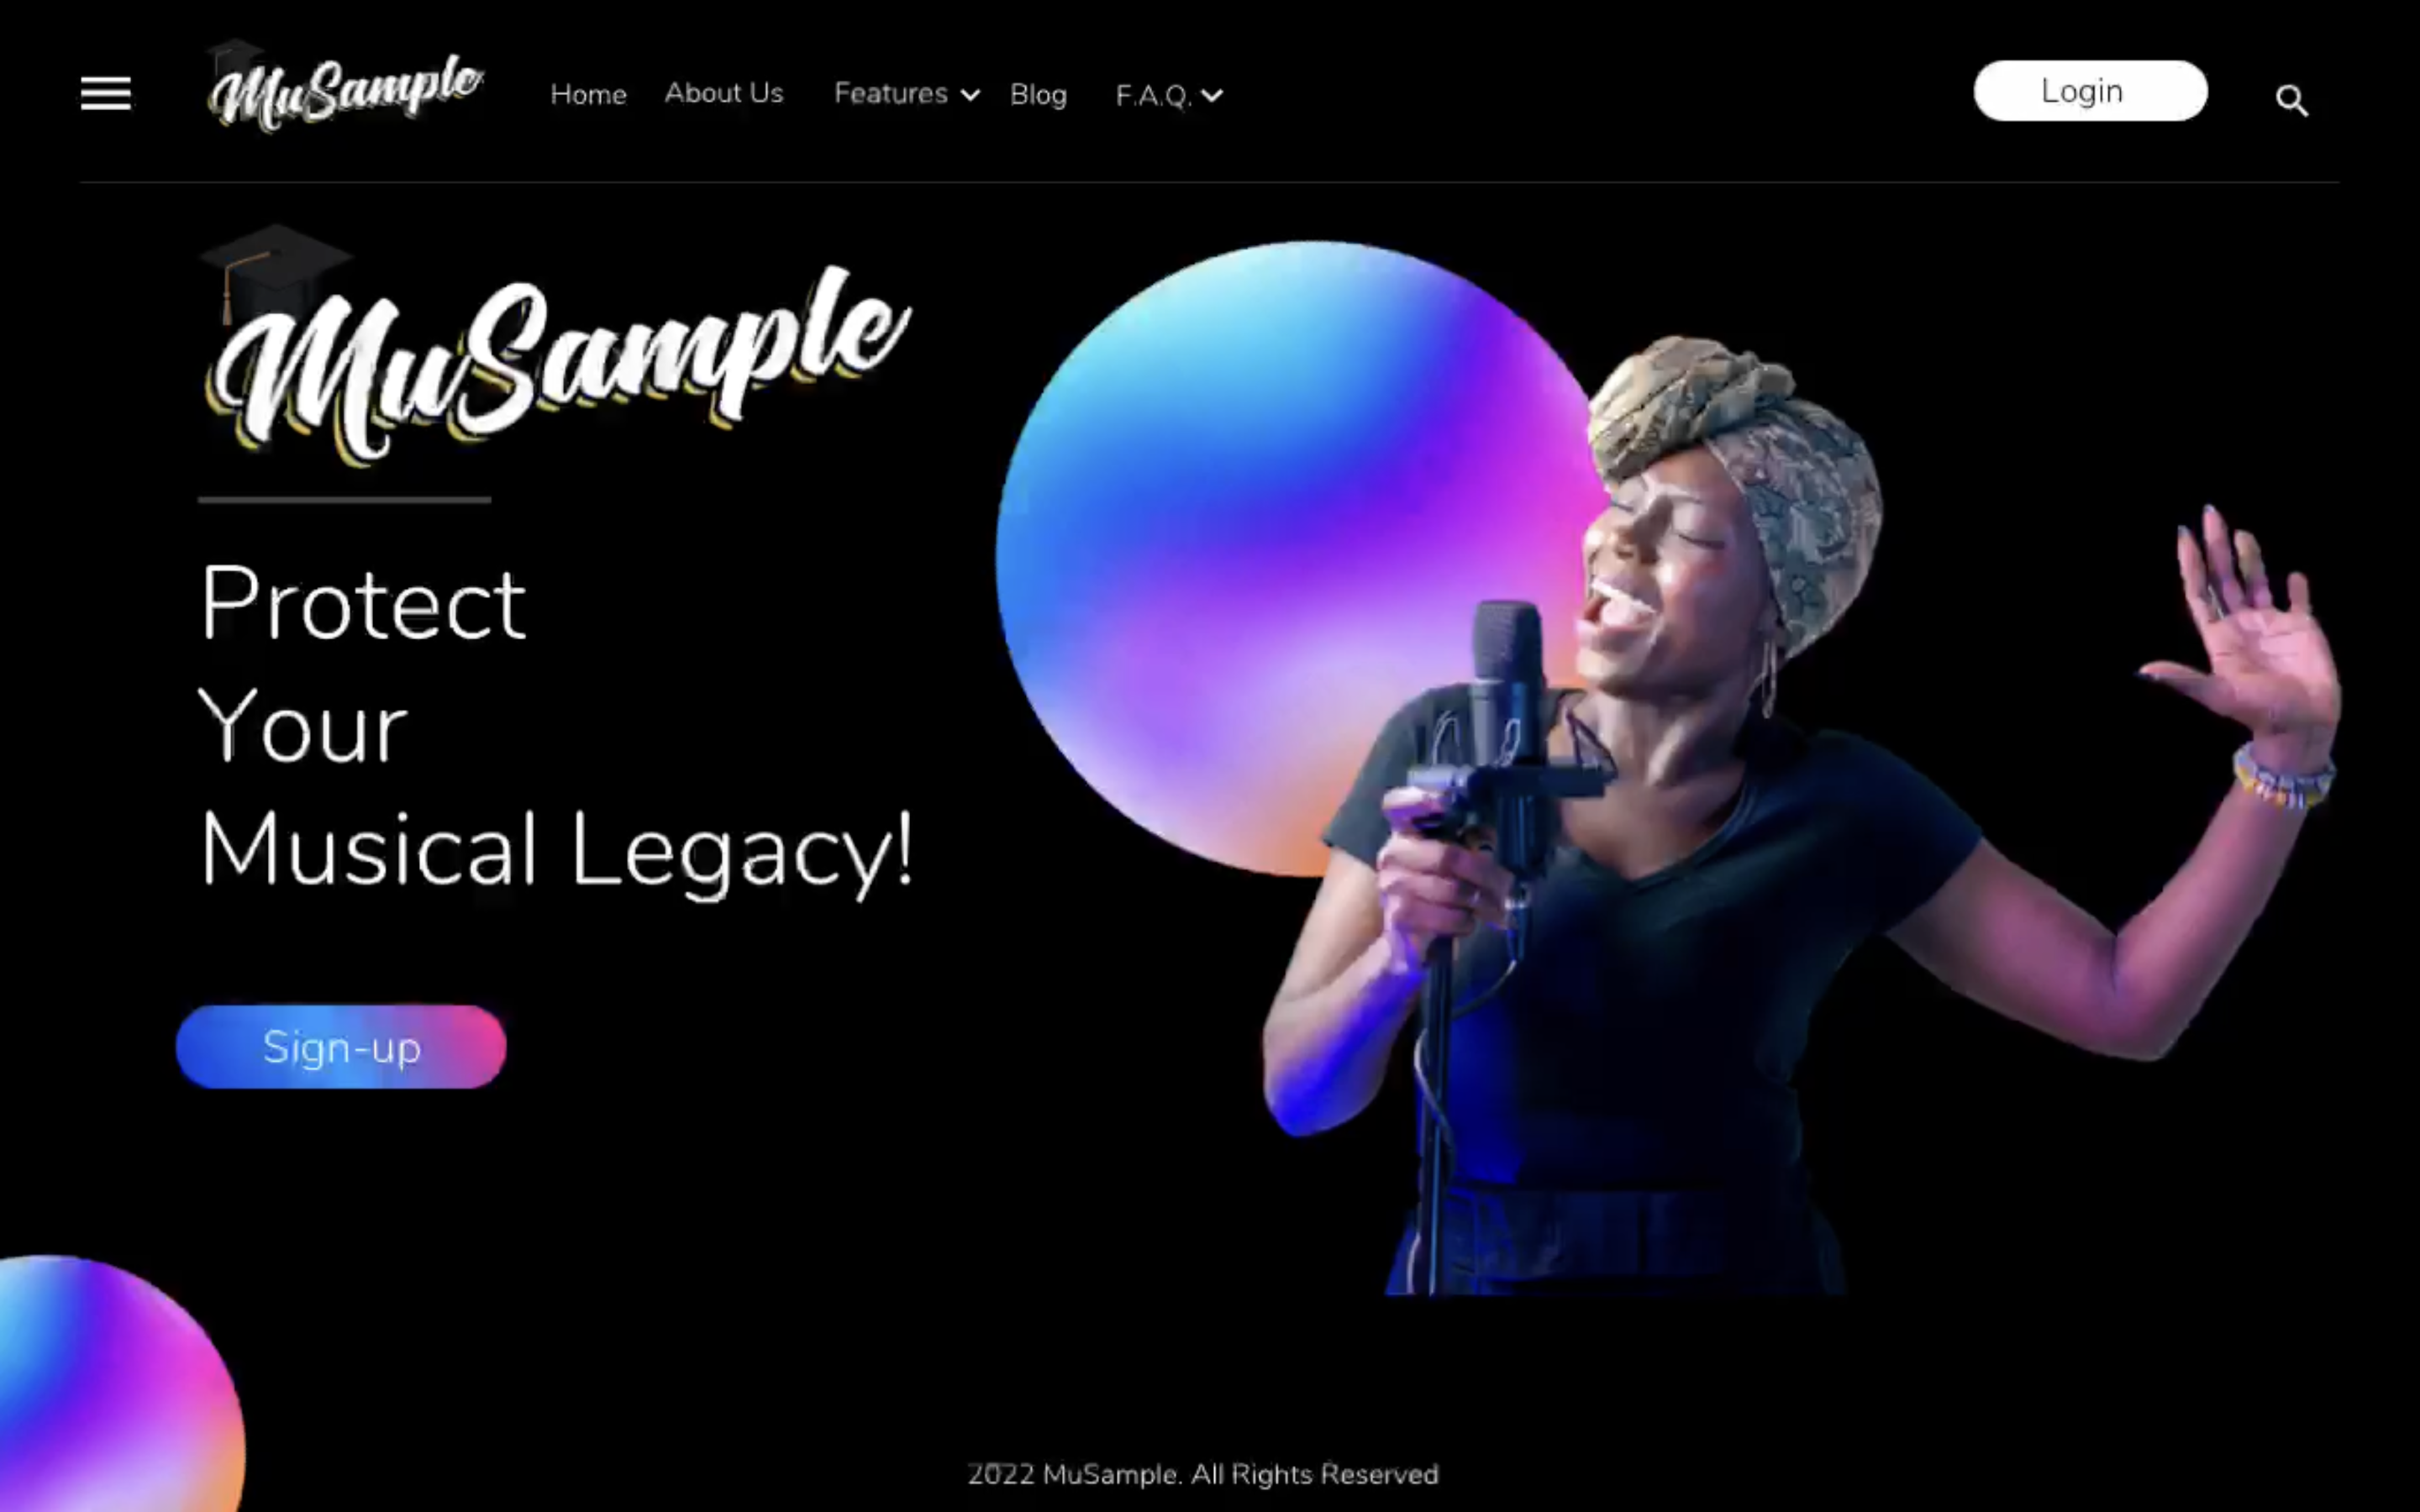 MuSample
Home
About Us
Features
Blog
F.A.Q.
Login
MuSample
Protect
Your
Musical Legacy!
Sign-up
2022 MuSample. All Rights Reserved